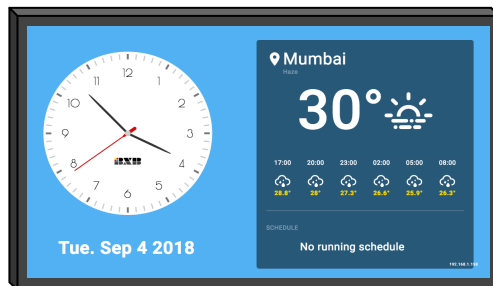 12
11
1
10
2
9
3
BXB
8
4
7
5
6
Tue. Sep 4 2018
Mumbai
Haze
30°
17:00 20:00 23:00 02:00 05:00 08:00
28.8° 28° 27.3° 26.6° 25.9° 26.3°
SCHEDULE
No running schedule